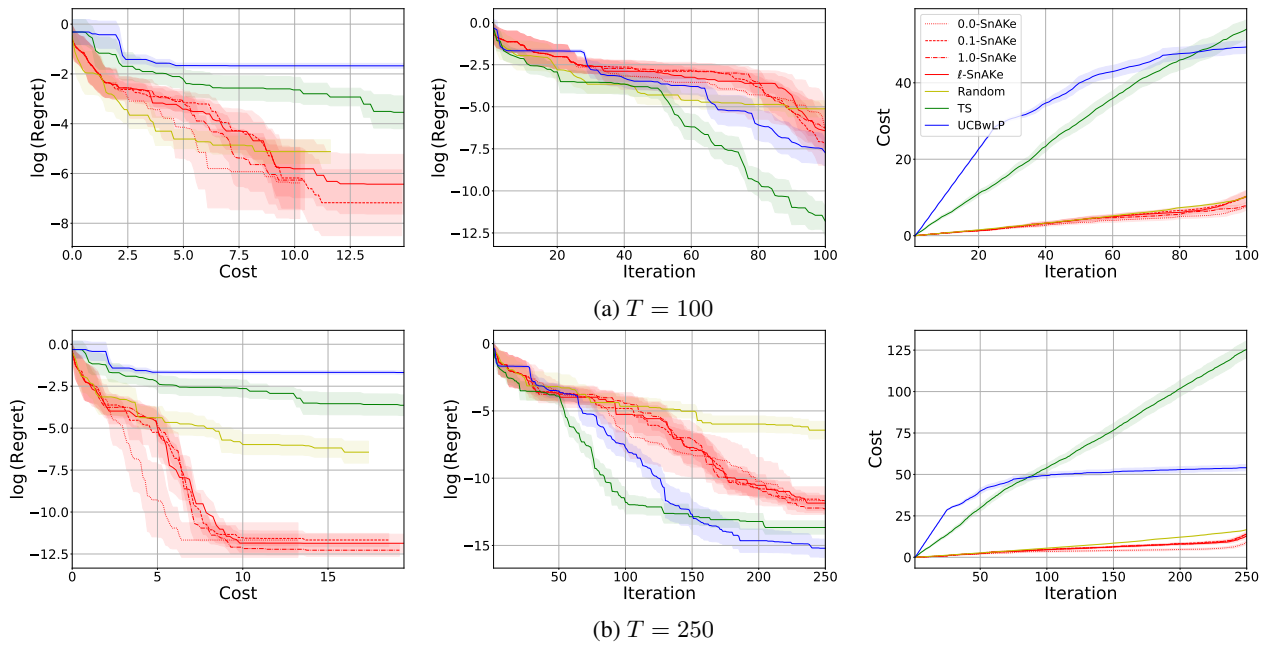 0
−2
−4
−6
−8
log (Regret)
0.0 2.5 5.0 7.5 10.0 12.5
Cost
0.0
−2.5
−5.0
−7.5
−10.0
−12.5
log (Regret)
20 40 60 80 100
Iteration
40
20
0
Cost
20 40 60 80 100
Iteration
0.0-SnAKe
0.1-SnAKe
1.0-SnAKe
ℓ-SnAKe
Random
TS
UCBwLP
(a) T = 100
0.0
−2.5
−5.0
−7.5
−10.0
−12.5
log (Regret)
0 5 10 15
Cost
0
−5
−10
−15
log (Regret)
50 100 150 200 250
Iteration
125
100
75
50
25
0
Cost
50 100 150 200 250
Iteration
(b) T = 250